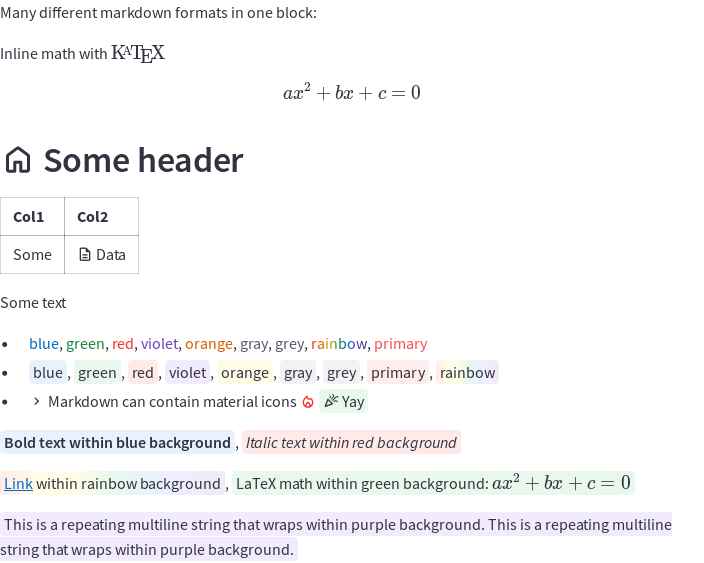 Many different markdown formats in one block:
Inline math with KATEX
ax² + bx + c = 0
Some header
Col1 Col2
Some Data
Some text
• blue, green, red, violet, orange, gray, grey, rainbow, primary
• blue , green , red , violet , orange , gray , grey , primary , rainbow
• Markdown can contain material icons Yay
Bold text within blue background , Italic text within red background
Link within rainbow background , LaTeX math within green background: ax² + bx + c = 0
This is a repeating multiline string that wraps within purple background. This is a repeating multiline
string that wraps within purple background.